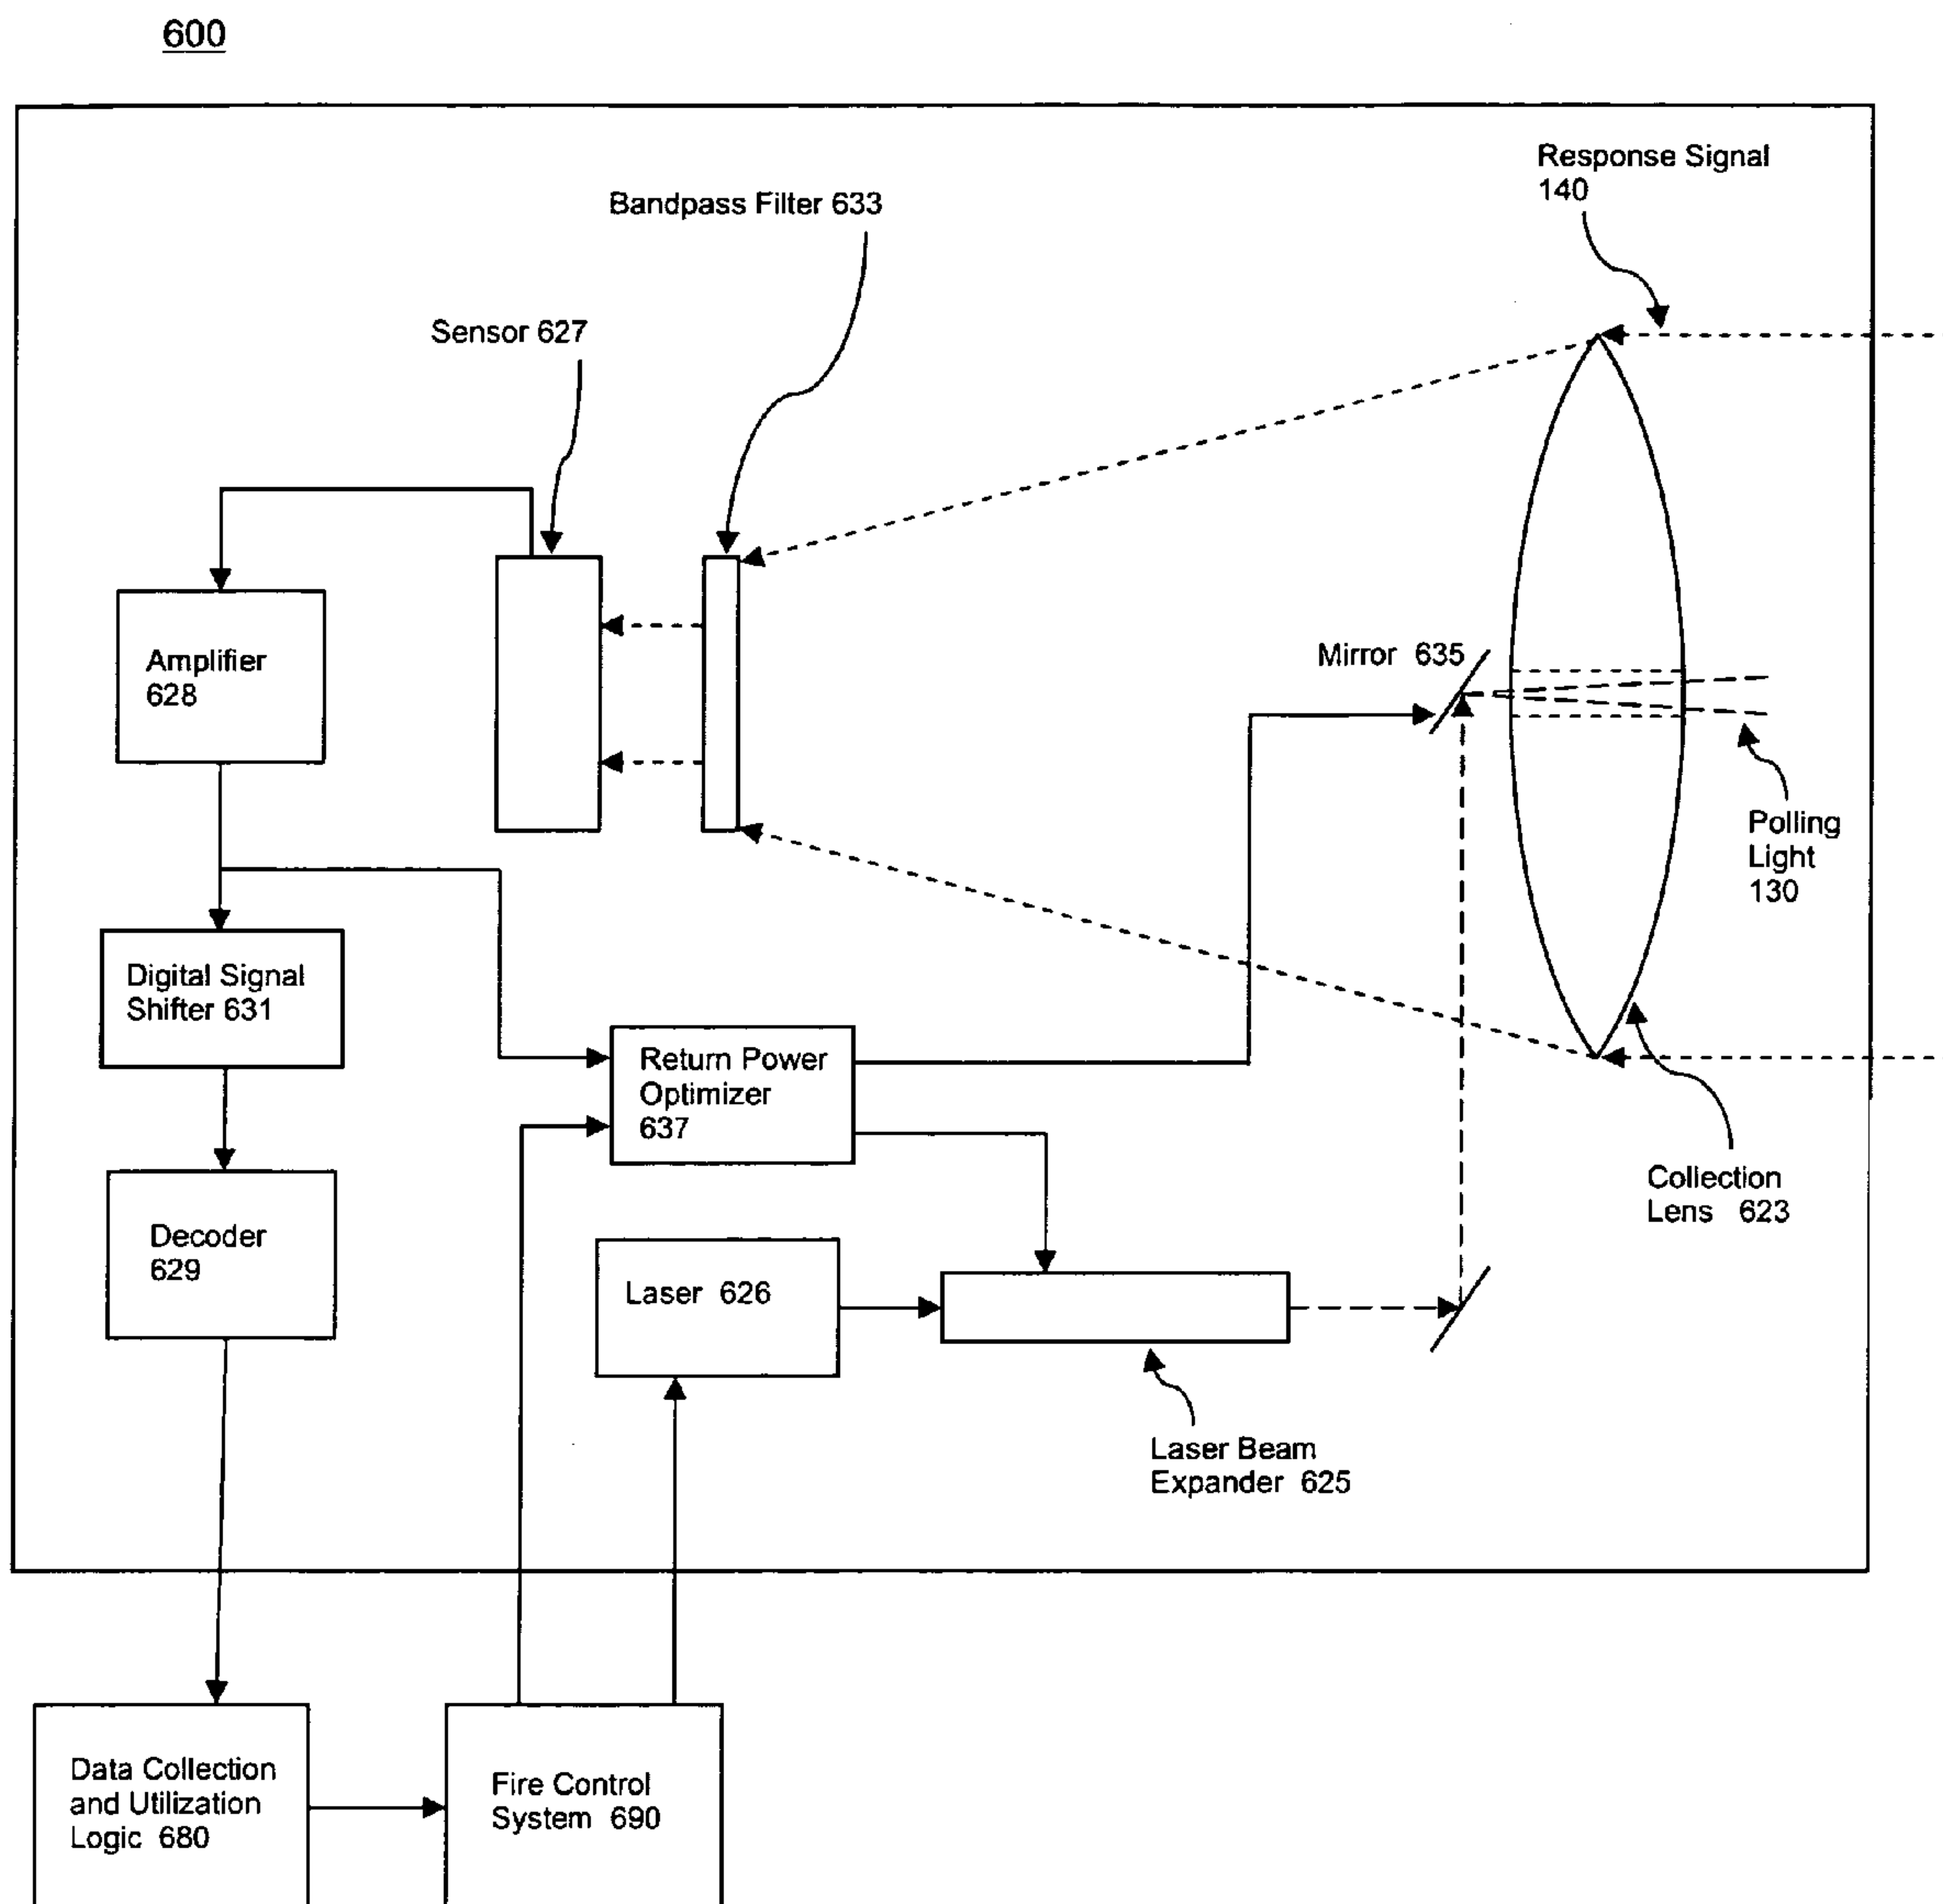 600
Response Signal
140
Bandpass Filter 633
Sensor 627
Mirror 635
Amplifier
628
Polling
Light
130
Digital Signal
Shifter 631
Return Power
Optimizer
637
Collection
Lens 623
Decoder
629
Laser 626
Laser Beam
Expander 625
Data Collection
and Utilization
Logic 680
Fire Control
System 690